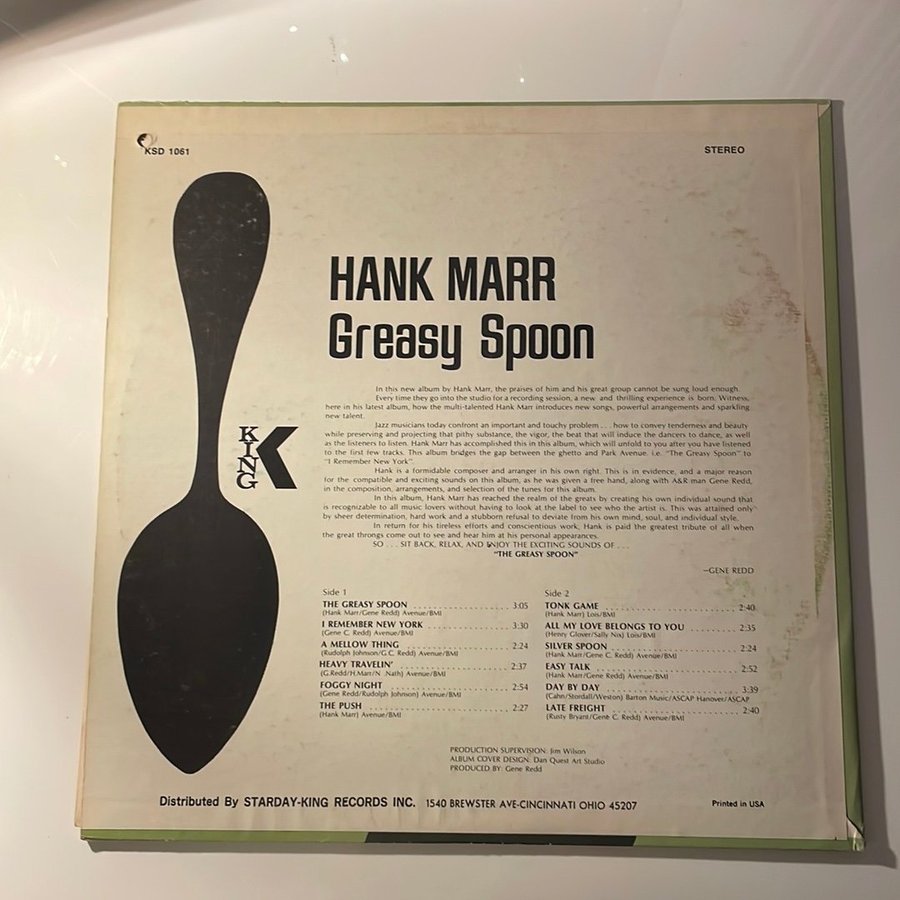 KSD 1061
STEREO
HANK MARR
Greasy Spoon
KING K
In this new album by Hank Marr, the praises of him and his great group cannot be sung loud enough.
Every time they go into the studio for a recording session, a new and thrilling experience is born. Witness,
here in his latest album, how the multi-talented Hank Marr introduces new songs, powerful arrangements and sparkling
new talent.
Jazz musicians today confront an important and touchy problem . . . how to convey tenderness and beauty
while preserving and projecting that pithy substance, the vigor, the beat that will induce the dancers to dance, as well
as the listeners to listen. Hank Marr has accomplished this in this album, which will unfold to you after you have listened
to the first few tracks. This album bridges the gap between the ghetto and Park Avenue. i.e. "The Greasy Spoon" to
"I Remember New York".
Hank is a formidable composer and arranger in his own right. This is in evidence, and a major reason
for the compatible and exciting sounds on this album, as he was given a free hand, along with A&R man Gene Redd,
in the composition, arrangements, and selection of the tunes for this album.
In this album, Hank Marr has reached the realm of the greats by creating his own individual sound that
is recognizable to all music lovers without having to look at the label to see who the artist is. This was attained only
by sheer determination, hard work and a stubborn refusal to deviate from his own mind, soul, and individual style.
In return for his tireless efforts and conscientious work, Hank is paid the greatest tribute of all when
the great throngs come out to see and hear him at his personal appearances.
SO . . . SIT BACK, RELAX, AND ENJOY THE EXCITING SOUNDS OF . . .
"THE GREASY SPOON"
—GENE REDD
Side 1
THE GREASY SPOON 3:05
(Hank Marr/Gene Redd) Avenue/BMI
I REMEMBER NEW YORK 3:30
(Gene C. Redd) Avenue/BMI
A MELLOW THING 2:24
(Rudolph Johnson/G.C. Redd) Avenue/BMI
HEAVY TRAVELIN' 2:37
(G.Redd/H.Marr/N .Nath) Avenue/BMI
FOGGY NIGHT 2:54
(Gene Redd/Rudolph Johnson) Avenue/BMI
THE PUSH 2:27
(Hank Marr) Avenue/BMI
Side 2
TONK GAME 2:40
(Hank Marr) Lois/BMI
ALL MY LOVE BELONGS TO YOU 2:35
(Henry Glover/Sally Nix) Lois/BMI
SILVER SPOON 2:24
(Hank Marr/Gene C. Redd) Avenue/BMI
EASY TALK 2:52
(Hank Marr/Gene Redd) Avenue/BMI
DAY BY DAY 3:39
(Cahn/Stordall/Weston) Barton Music/ASCAP Hanover/ASCAP
LATE FREIGHT 2:40
(Rusty Bryant/Gene C. Redd) Avenue/BMI
PRODUCTION SUPERVISION: Jim Wilson
ALBUM COVER DESIGN: Dan Quest Art Studio
PRODUCED BY: Gene Redd
Distributed By STARDAY-KING RECORDS INC. 1540 BREWSTER AVE-CINCINNATI OHIO 45207
Printed in USA